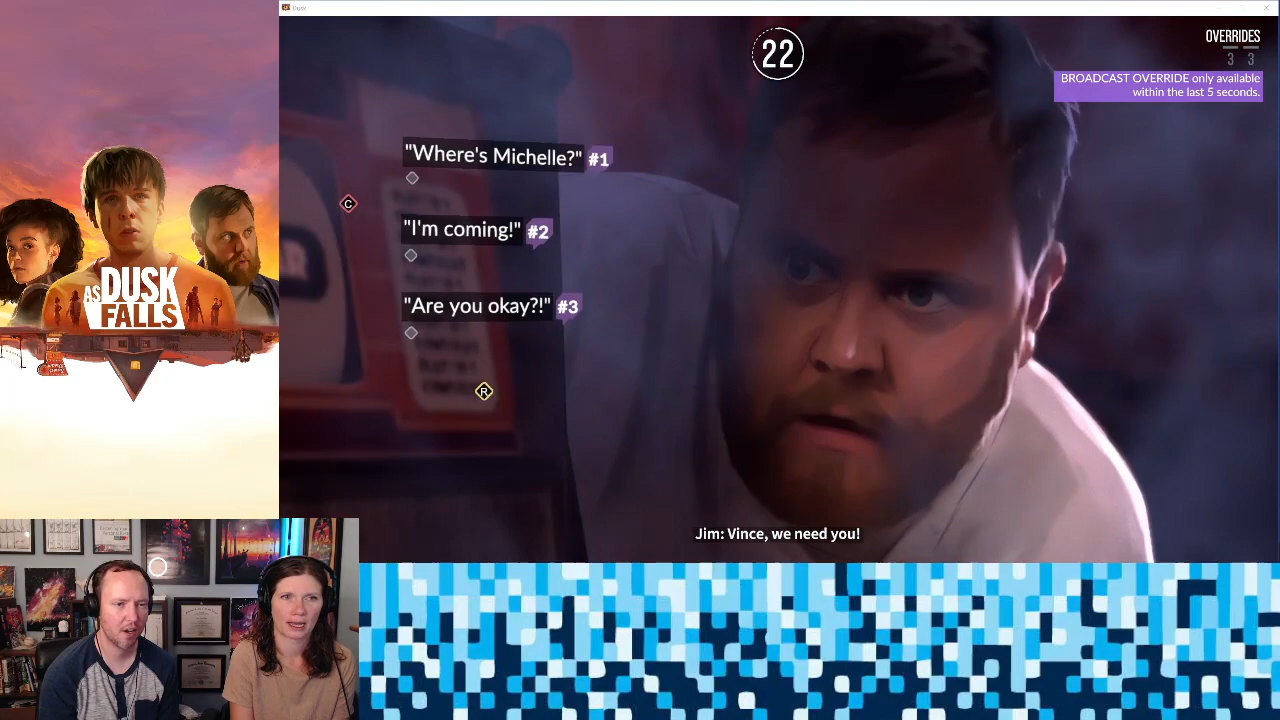 Dusk
22
OVERRIDES
3 3
BROADCAST OVERRIDE only available
within the last 5 seconds.
"Where's Michelle?" #1
C
"I'm coming!" #2
"Are you okay?!" #3
R
Jim: Vince, we need you!
AS DUSK
FALLS